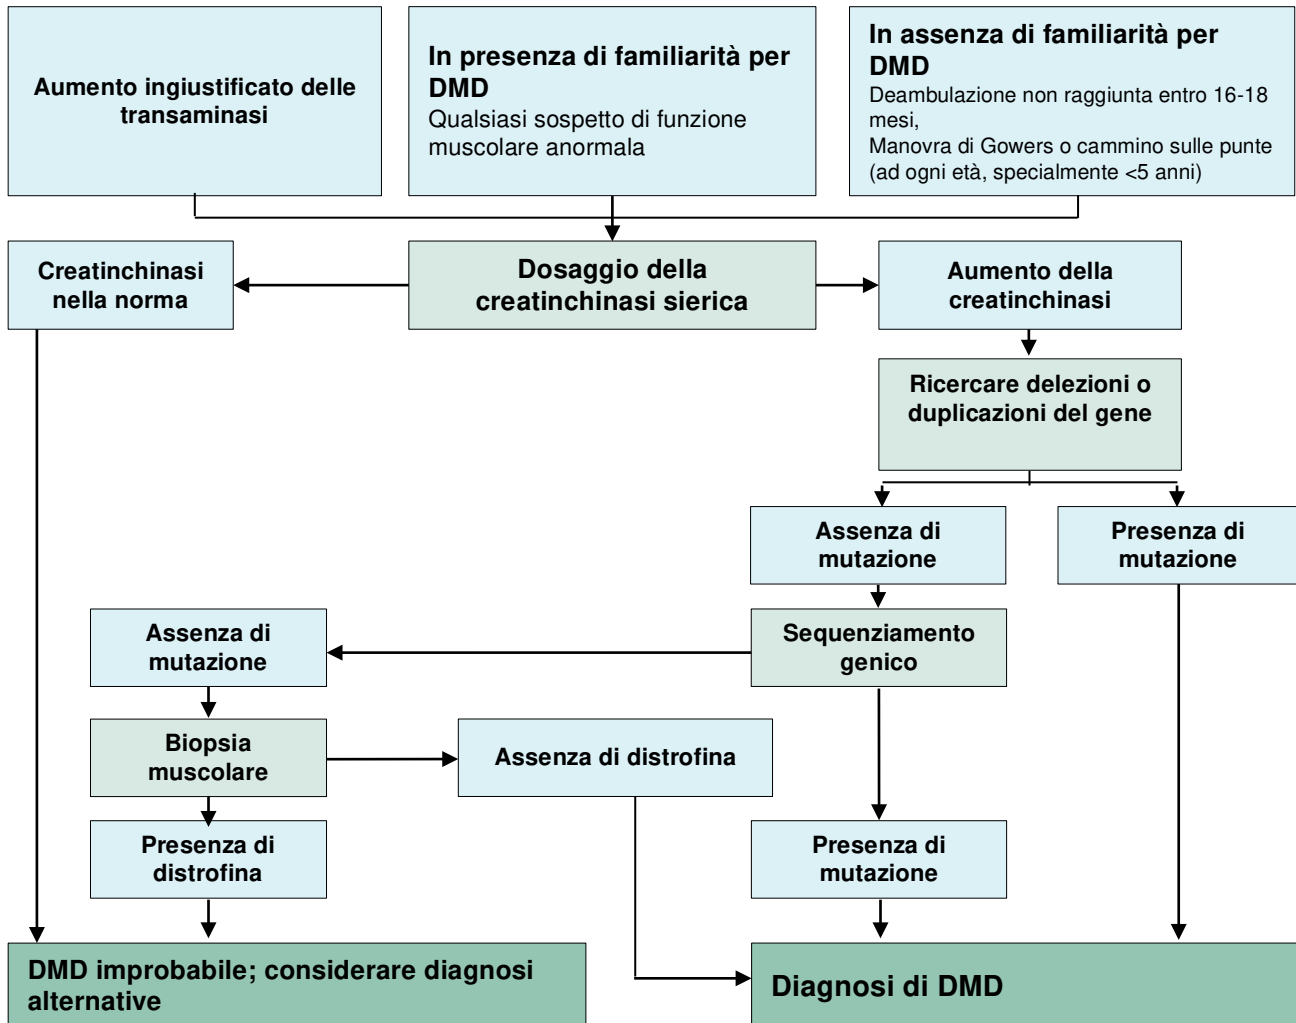 Aumento ingiustificato delle
transaminasi
In presenza di familiarità per
DMD
Qualsiasi sospetto di funzione
muscolare anormala
In assenza di familiarità per
DMD
Deambulazione non raggiunta entro 16-18
mesi,
Manovra di Gowers o cammino sulle punte
(ad ogni età, specialmente <5 anni)
Creatinchinasi
nella norma
Dosaggio della
creatinchinasi sierica
Aumento della
creatinchinasi
Ricercare delezioni o
duplicazioni del gene
Assenza di
mutazione
Presenza di
mutazione
Assenza di
mutazione
Sequenziamento
genico
Biopsia
muscolare
Assenza di distrofina
Presenza di
distrofina
Presenza di
mutazione
DMD improbabile; considerare diagnosi
alternative
Diagnosi di DMD